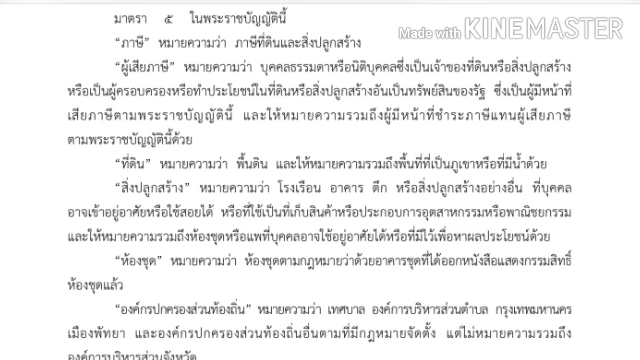 มาตรา ๕ ในพระราชบัญญัตินี้
Made with KINEMASTER
“ภาษี” หมายความว่า ภาษีที่ดินและสิ่งปลูกสร้าง
“ผู้เสียภาษี” หมายความว่า บุคคลธรรมดาหรือนิติบุคคลซึ่งเป็นเจ้าของที่ดินหรือสิ่งปลูกสร้าง
หรือเป็นผู้ครอบครองหรือทำประโยชน์ในที่ดินหรือสิ่งปลูกสร้างอันเป็นทรัพย์สินของรัฐ ซึ่งเป็นผู้มีหน้าที่
เสียภาษีตามพระราชบัญญัตินี้ และให้หมายความรวมถึงผู้มีหน้าที่ชำระภาษีแทนผู้เสียภาษี
ตามพระราชบัญญัตินี้ด้วย
“ที่ดิน” หมายความว่า พื้นดิน และให้หมายความรวมถึงพื้นที่ที่เป็นภูเขาหรือที่มีน้ำด้วย
“สิ่งปลูกสร้าง” หมายความว่า โรงเรือน อาคาร ตึก หรือสิ่งปลูกสร้างอย่างอื่น ที่บุคคล
อาจเข้าอยู่อาศัยหรือใช้สอยได้ หรือที่ใช้เป็นที่เก็บสินค้าหรือประกอบการอุตสาหกรรมหรือพาณิชยกรรม
และให้หมายความรวมถึงห้องชุดหรือแพที่บุคคลอาจใช้อยู่อาศัยได้หรือที่มีไว้เพื่อหาผลประโยชน์ด้วย
“ห้องชุด” หมายความว่า ห้องชุดตามกฎหมายว่าด้วยอาคารชุดที่ได้ออกหนังสือแสดงกรรมสิทธิ์
ห้องชุดแล้ว
“องค์กรปกครองส่วนท้องถิ่น” หมายความว่า เทศบาล องค์การบริหารส่วนตำบล กรุงเทพมหานคร
เมืองพัทยา และองค์กรปกครองส่วนท้องถิ่นอื่นตามที่มีกฎหมายจัดตั้ง แต่ไม่หมายความรวมถึง
องค์การบริหารส่วนจังหวัด